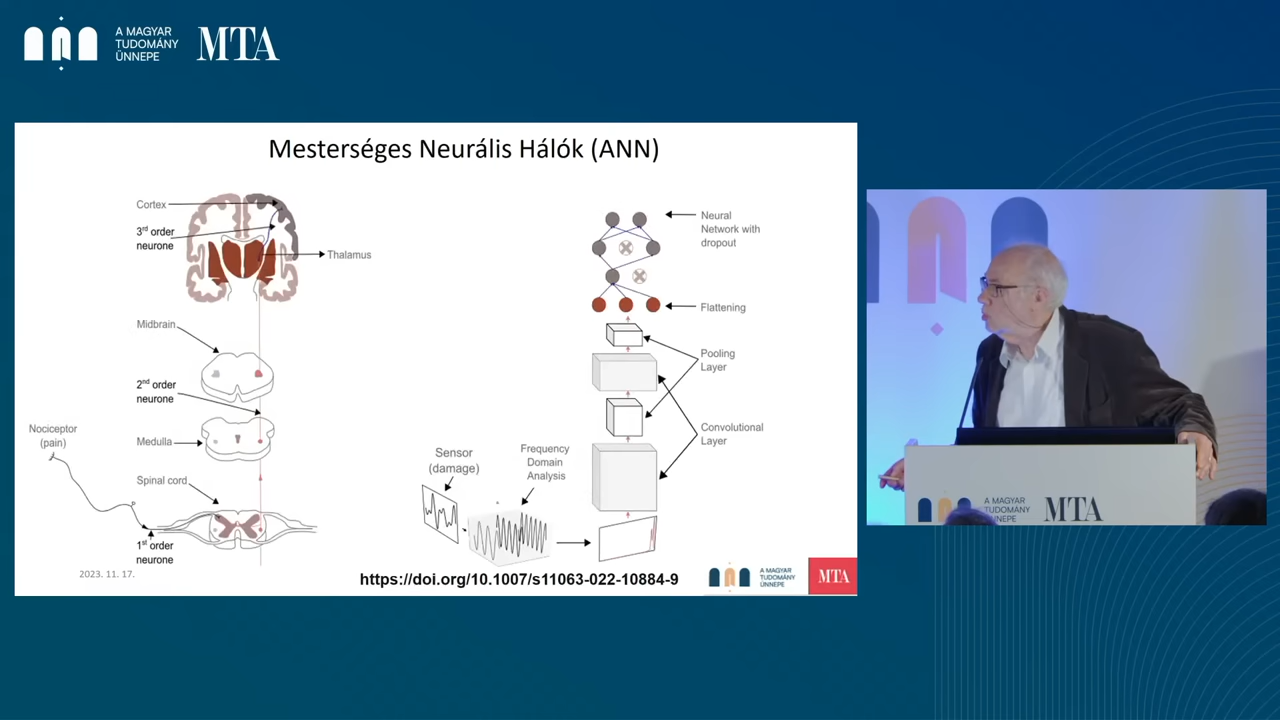 A MAGYAR
TUDOMÁNY
ÜNNEPE
MTA
Mesterséges Neurális Hálók (ANN)
Cortex
3rd order
neurone
Thalamus
Midbrain
2nd order
neurone
Nociceptor
(pain)
Medulla
Spinal cord
1st order
neurone
2023. 11. 17.
Neural
Network with
dropout
Flattening
Pooling
Layer
Convolutional
Layer
Sensor
(damage)
Frequency
Domain
Analysis
https://doi.org/10.1007/s11063-022-10884-9
A MAGYAR
TUDOMÁNY
ÜNNEPE
MTA
A MAGYAR
TUDOMÁNY
ÜNNEPE
MTA